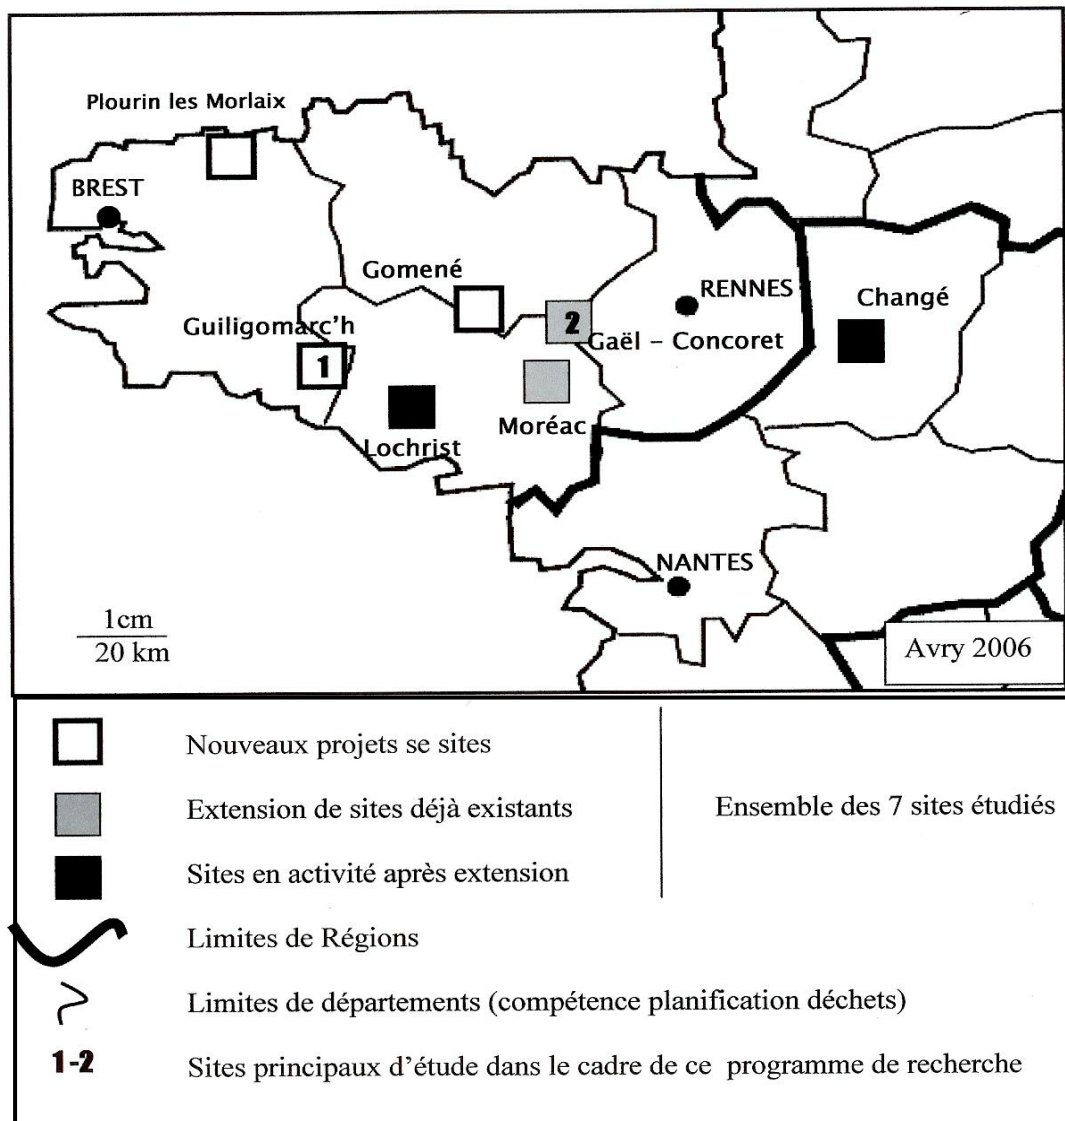 Plourin les Morlaix
BREST
Gomené
RENNES
Changé
Guiligomarc'h
2
Gaël – Concoret
1
Moréac
Lochrist
NANTES
1cm
20 km
Avry 2006
Nouveaux projets se sites
Extension de sites déjà existants
Ensemble des 7 sites étudiés
Sites en activité après extension
Limites de Régions
Limites de départements (compétence planification déchets)
1-2 Sites principaux d'étude dans le cadre de ce programme de recherche